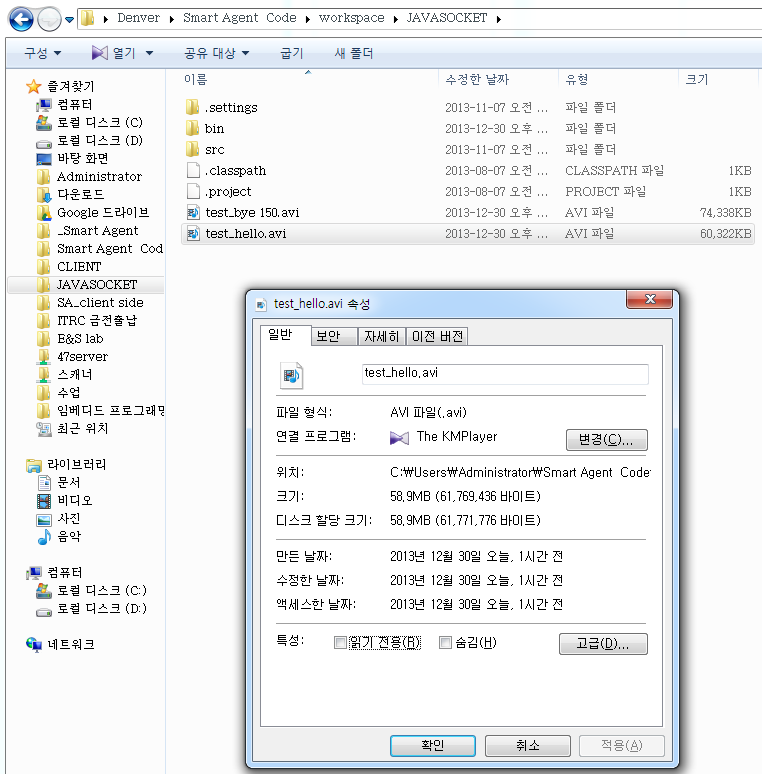 Denver ▸ Smart Agent Code ▸ workspace ▸ JAVASOCKET ▸
구성 열기 공유 대상 굽기 새 폴더
즐겨찾기
컴퓨터
로컬 디스크 (C)
로컬 디스크 (D)
바탕 화면
Administrator
다운로드
Google 드라이브
_Smart Agent
Smart Agent Cod
CLIENT
JAVASOCKET
SA_client side
ITRC 금전출납
E&S lab
47server
스캐너
수업
임베디드 프로그래밍
최근 위치
라이브러리
문서
비디오
사진
음악
컴퓨터
로컬 디스크 (C:)
로컬 디스크 (D:)
네트워크
이름 수정한 날짜 유형 크기
.settings 2013-11-07 오전 ... 파일 폴더
bin 2013-12-30 오후 ... 파일 폴더
src 2013-11-07 오전 ... 파일 폴더
.classpath 2013-08-07 오전 ... CLASSPATH 파일 1KB
.project 2013-08-07 오전 ... PROJECT 파일 1KB
test_bye 150.avi 2013-12-30 오후 ... AVI 파일 74,338KB
test_hello.avi 2013-12-30 오후 ... AVI 파일 60,322KB
test_hello.avi 속성
일반 보안 자세히 이전 버전
test_hello.avi
파일 형식: AVI 파일(.avi)
연결 프로그램: The KMPlayer 변경(C)...
위치: C:₩Users₩Administrator₩Smart Agent Code
크기: 58,9MB (61,769,436 바이트)
디스크 할당 크기: 58,9MB (61,771,776 바이트)
만든 날짜: 2013년 12월 30일 오늘, 1시간 전
수정한 날짜: 2013년 12월 30일 오늘, 1시간 전
액세스한 날짜: 2013년 12월 30일 오늘, 1시간 전
특성: 읽기 전용(R) 숨김(H) 고급(D)...
확인 취소 적용(A)